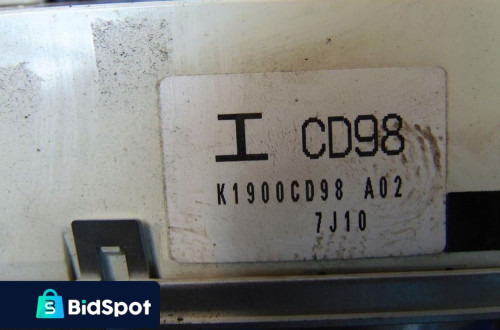 I CD98
K1900CD98 A02
7J10
S
BidSpot